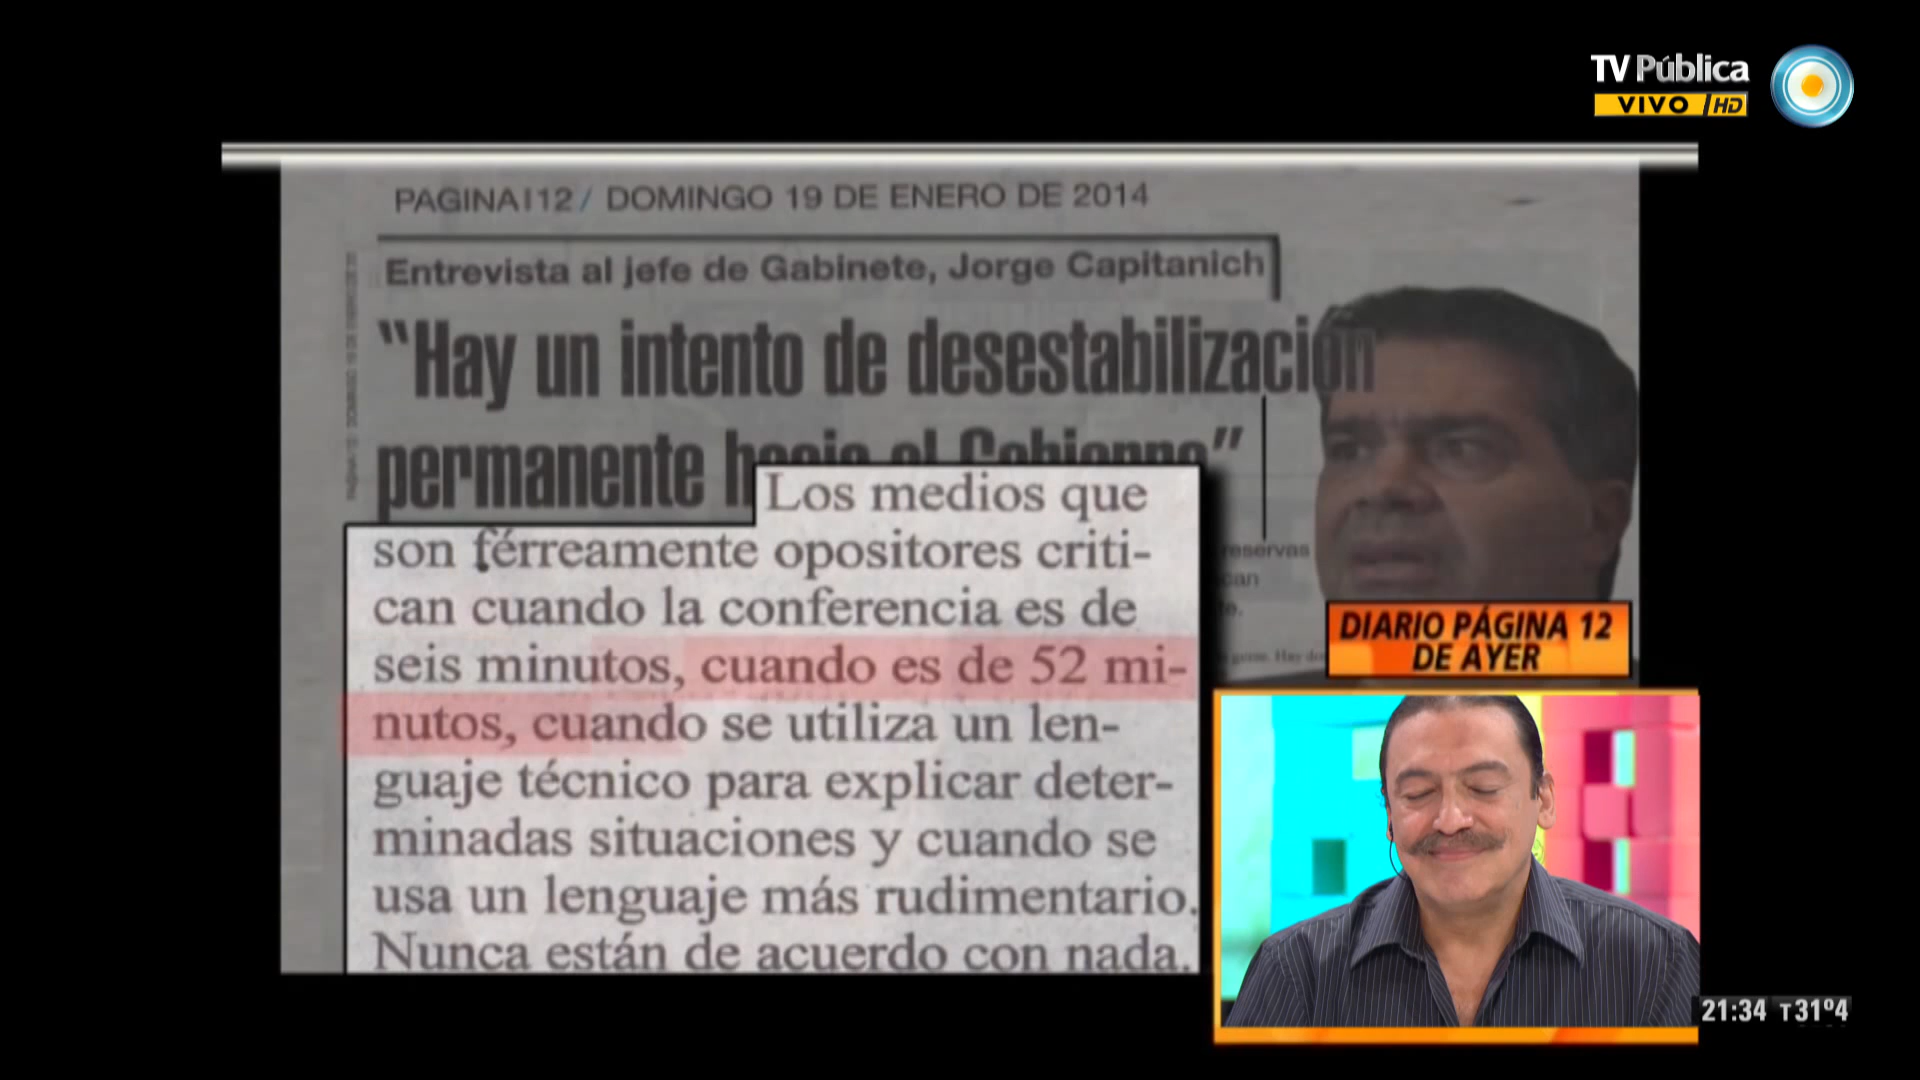 TV Pública
VIVO HD
PAGINA|12 / DOMINGO 19 DE ENERO DE 2014
Entrevista al jefe de Gabinete, Jorge Capitanich
“Hay un intento de desestabilización
permanente hacia el Gobierno”
Los medios que
son férreamente opositores criti-
can cuando la conferencia es de
seis minutos, cuando es de 52 mi-
nutos, cuando se utiliza un len-
guaje técnico para explicar deter-
minadas situaciones y cuando se
usa un lenguaje más rudimentario.
Nunca están de acuerdo con nada.
reservas
DIARIO PÁGINA 12
DE AYER
21:34 T31º4